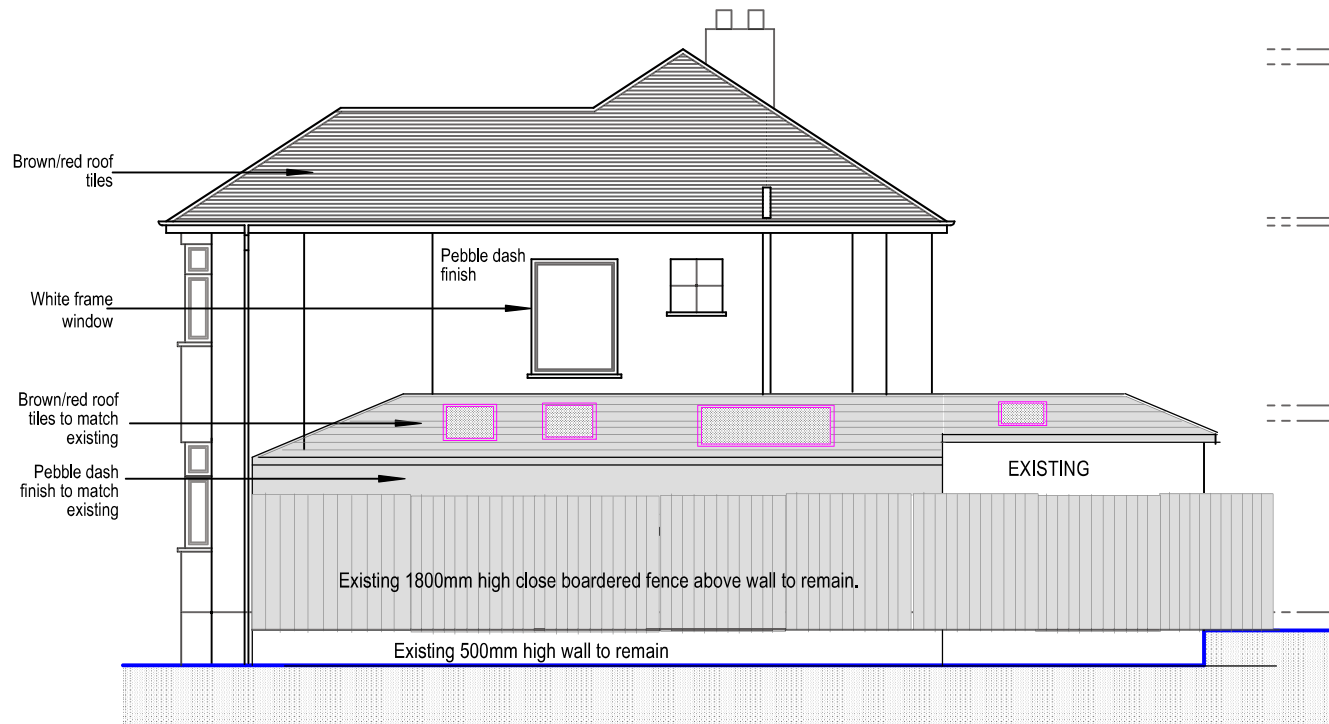 Brown/red roof
tiles
Pebble dash
finish
White frame
window
Brown/red roof
tiles to match
existing
Pebble dash
finish to match
existing
EXISTING
Existing 1800mm high close boardered fence above wall to remain.
Existing 500mm high wall to remain